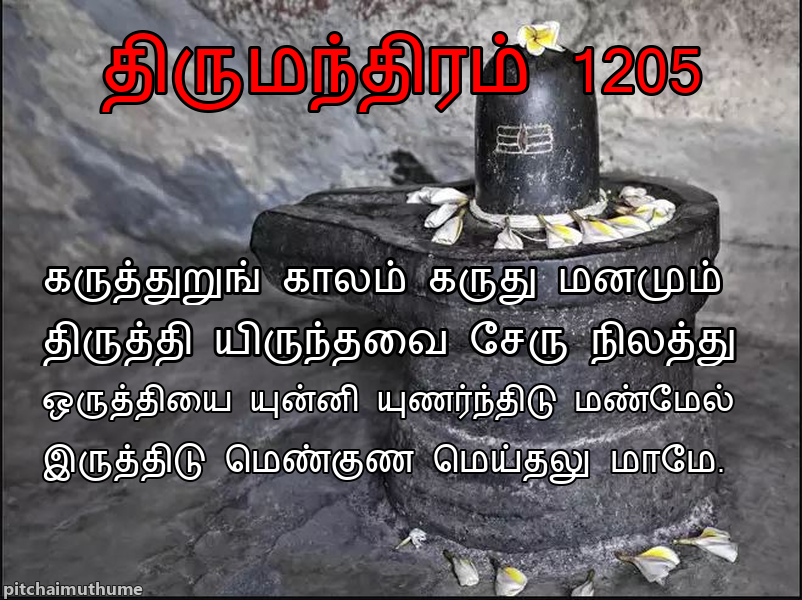 திருமந்திரம் 1205
கருத்துறுங் காலம் கருது மனமும்
திருத்தி யிருந்தவை சேரு நிலத்து
ஒருத்தியை யுன்னி யுணர்ந்திடு மண்மேல்
இருத்திடு மெண்குண மெய்தலு மாமே.
pitchaimuthume